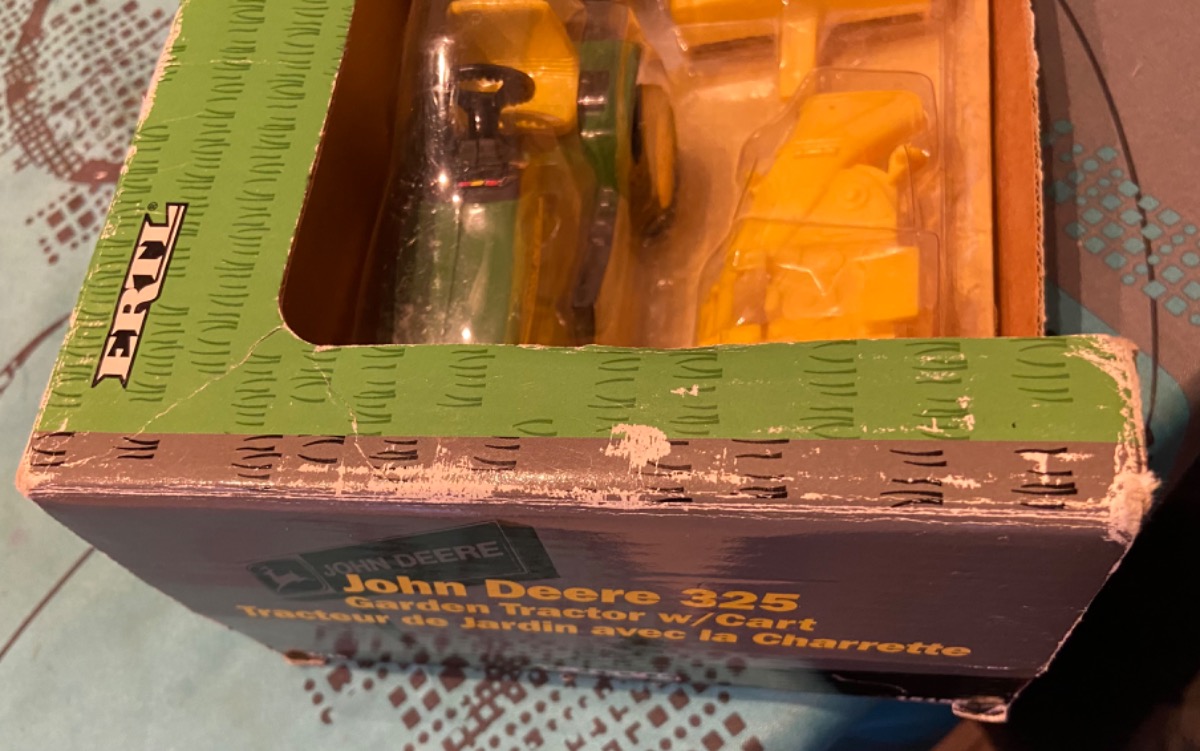 ERTL®
JOHN DEERE
John Deere 325
Garden Tractor w/Cart
Tracteur de Jardin avec la Charrette